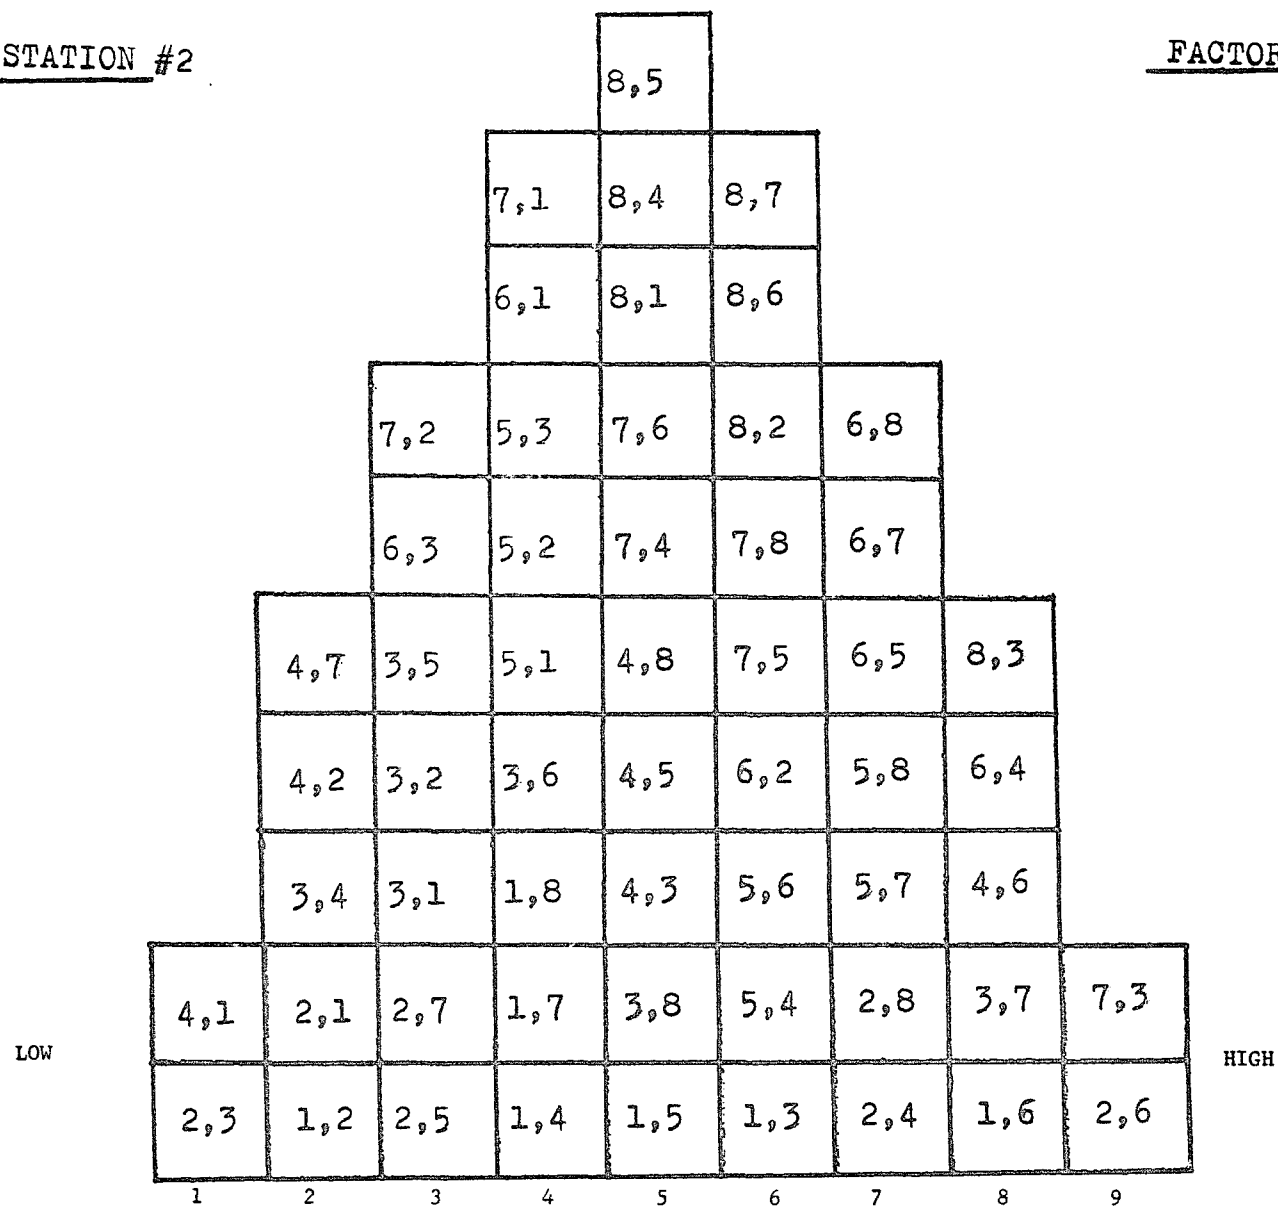 STATION #2
FACTOR
8,5
7,1 8,4 8,7
6,1 8,1 8,6
7,2 5,3 7,6 8,2 6,8
6,3 5,2 7,4 7,8 6,7
4,7 3,5 5,1 4,8 7,5 6,5 8,3
4,2 3,2 3,6 4,5 6,2 5,8 6,4
3,4 3,1 1,8 4,3 5,6 5,7 4,6
4,1 2,1 2,7 1,7 3,8 5,4 2,8 3,7 7,3
LOW HIGH
2,3 1,2 2,5 1,4 1,5 1,3 2,4 1,6 2,6
1 2 3 4 5 6 7 8 9